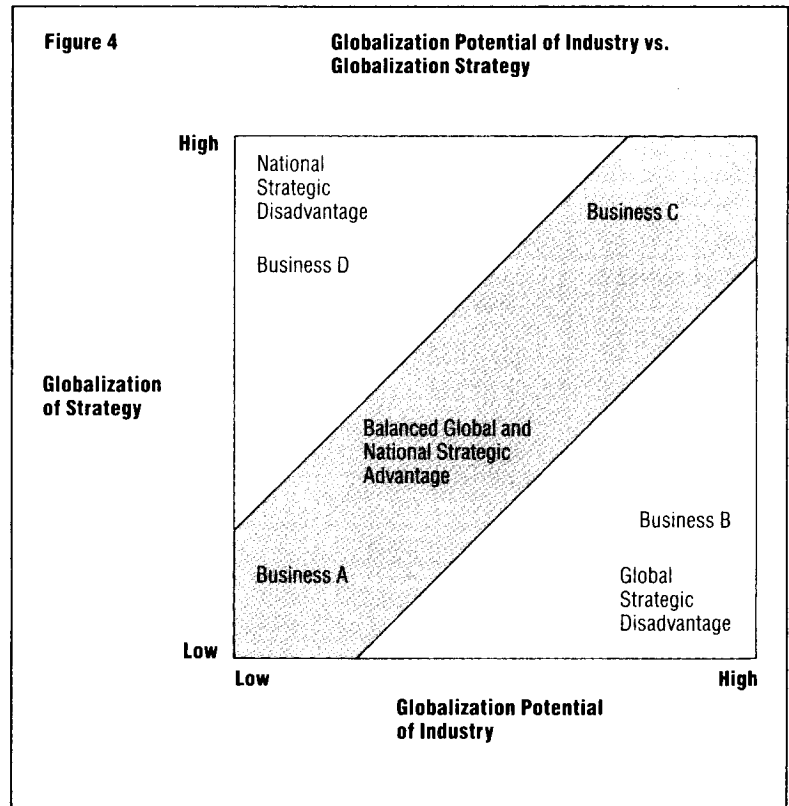 Figure 4
Globalization Potential of Industry vs.
Globalization Strategy
High
National
Strategic
Disadvantage
Business C
Business D
Globalization
of Strategy
Balanced Global and
National Strategic
Advantage
Business B
Business A
Global
Strategic
Disadvantage
Low
Low
High
Globalization Potential
of Industry